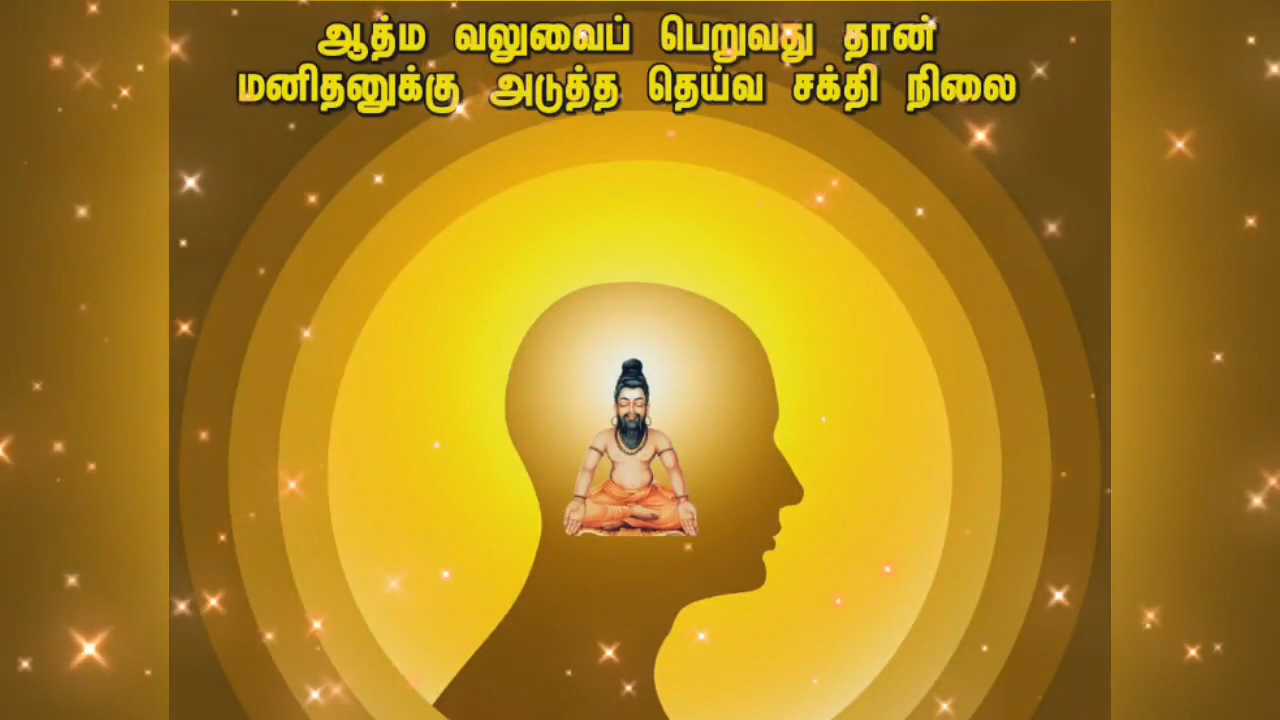 ஆத்ம வலுவைப் பெறுவது தான்
மனிதனுக்கு அடுத்த தெய்வ சக்தி நிலை